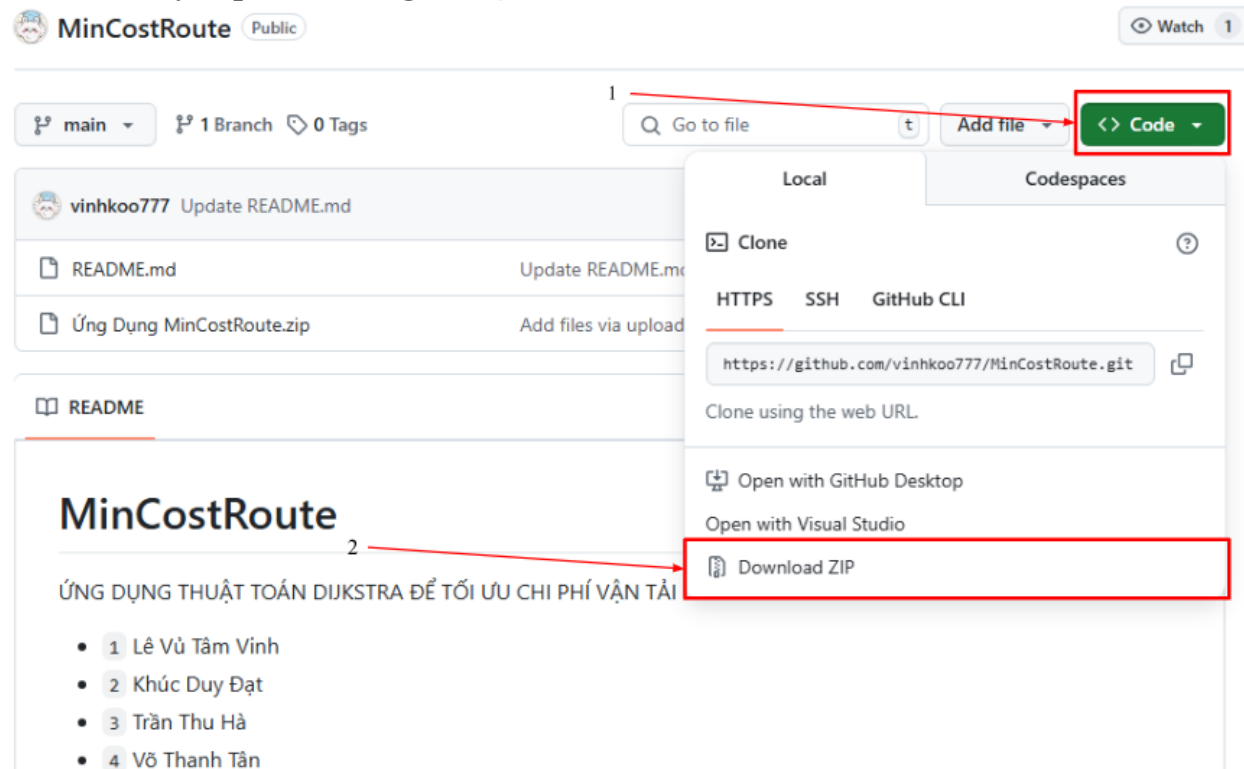 MinCostRoute Public
Watch 1
1
main 1 Branch 0 Tags
Go to file t
Add file
<> Code
Local Codespaces
vinhkoo777 Update README.md
Clone
README.md Update README.md
HTTPS SSH GitHub CLI
Ứng Dụng MinCostRoute.zip Add files via upload
https://github.com/vinhkoo777/MinCostRoute.git
Clone using the web URL.
README
Open with GitHub Desktop
Open with Visual Studio
MinCostRoute
2
Download ZIP
ỨNG DỤNG THUẬT TOÁN DIJKSTRA ĐỂ TỐI ƯU CHI PHÍ VẬN TẢI
1 Lê Vủ Tâm Vinh
2 Khúc Duy Đạt
3 Trần Thu Hà
4 Võ Thanh Tân